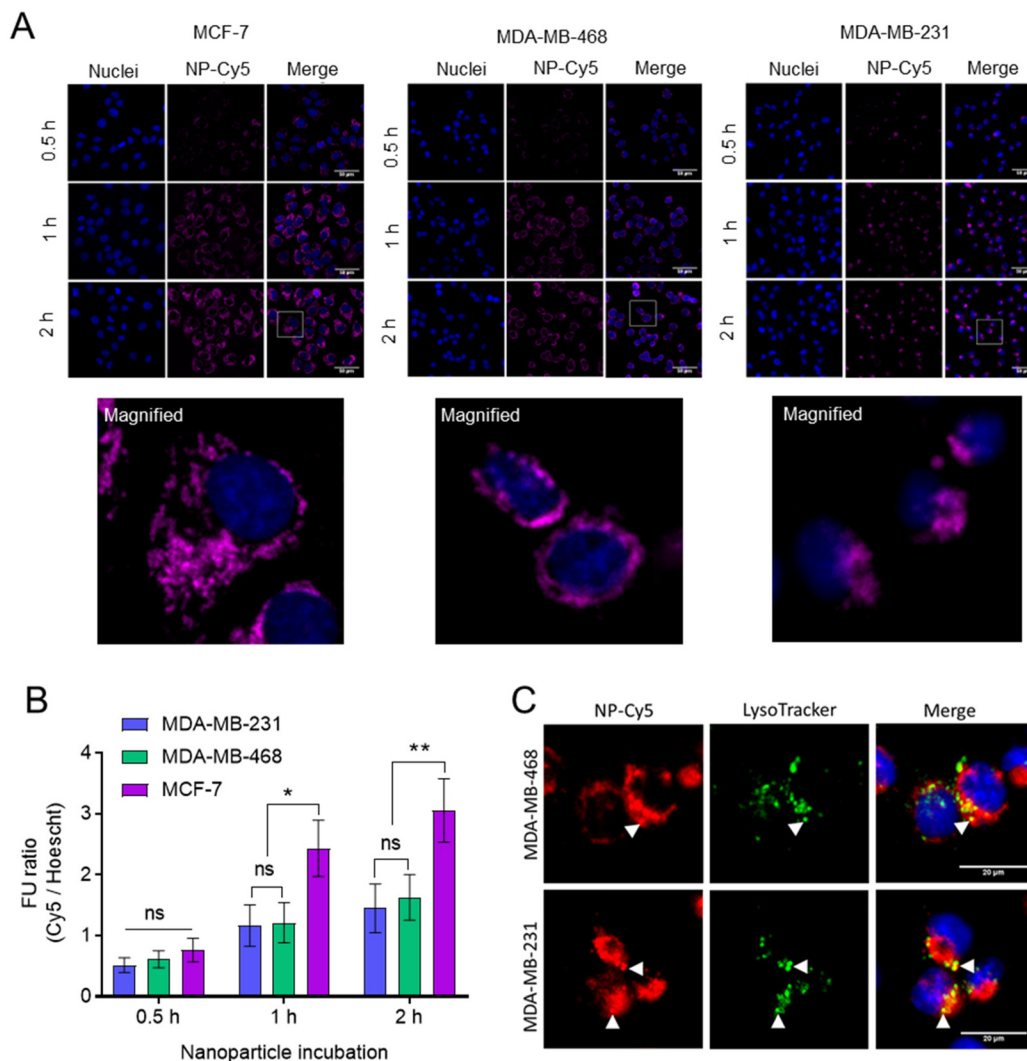 A
MCF-7
MDA-MB-468
MDA-MB-231
Nuclei NP-Cy5 Merge
Nuclei NP-Cy5 Merge
Nuclei NP-Cy5 Merge
0.5 h
0.5 h
0.5 h
1 h
1 h
1 h
2 h
2 h
2 h
Magnified
Magnified
Magnified
B
MDA-MB-231
MDA-MB-468
MCF-7
FU ratio
(Cy5 / Hoescht)
4
3
2
1
0
ns
ns
*
ns
**
0.5 h 1 h 2 h
Nanoparticle incubation
C
NP-Cy5 LysoTracker Merge
MDA-MB-468
20 µm
MDA-MB-231
20 µm